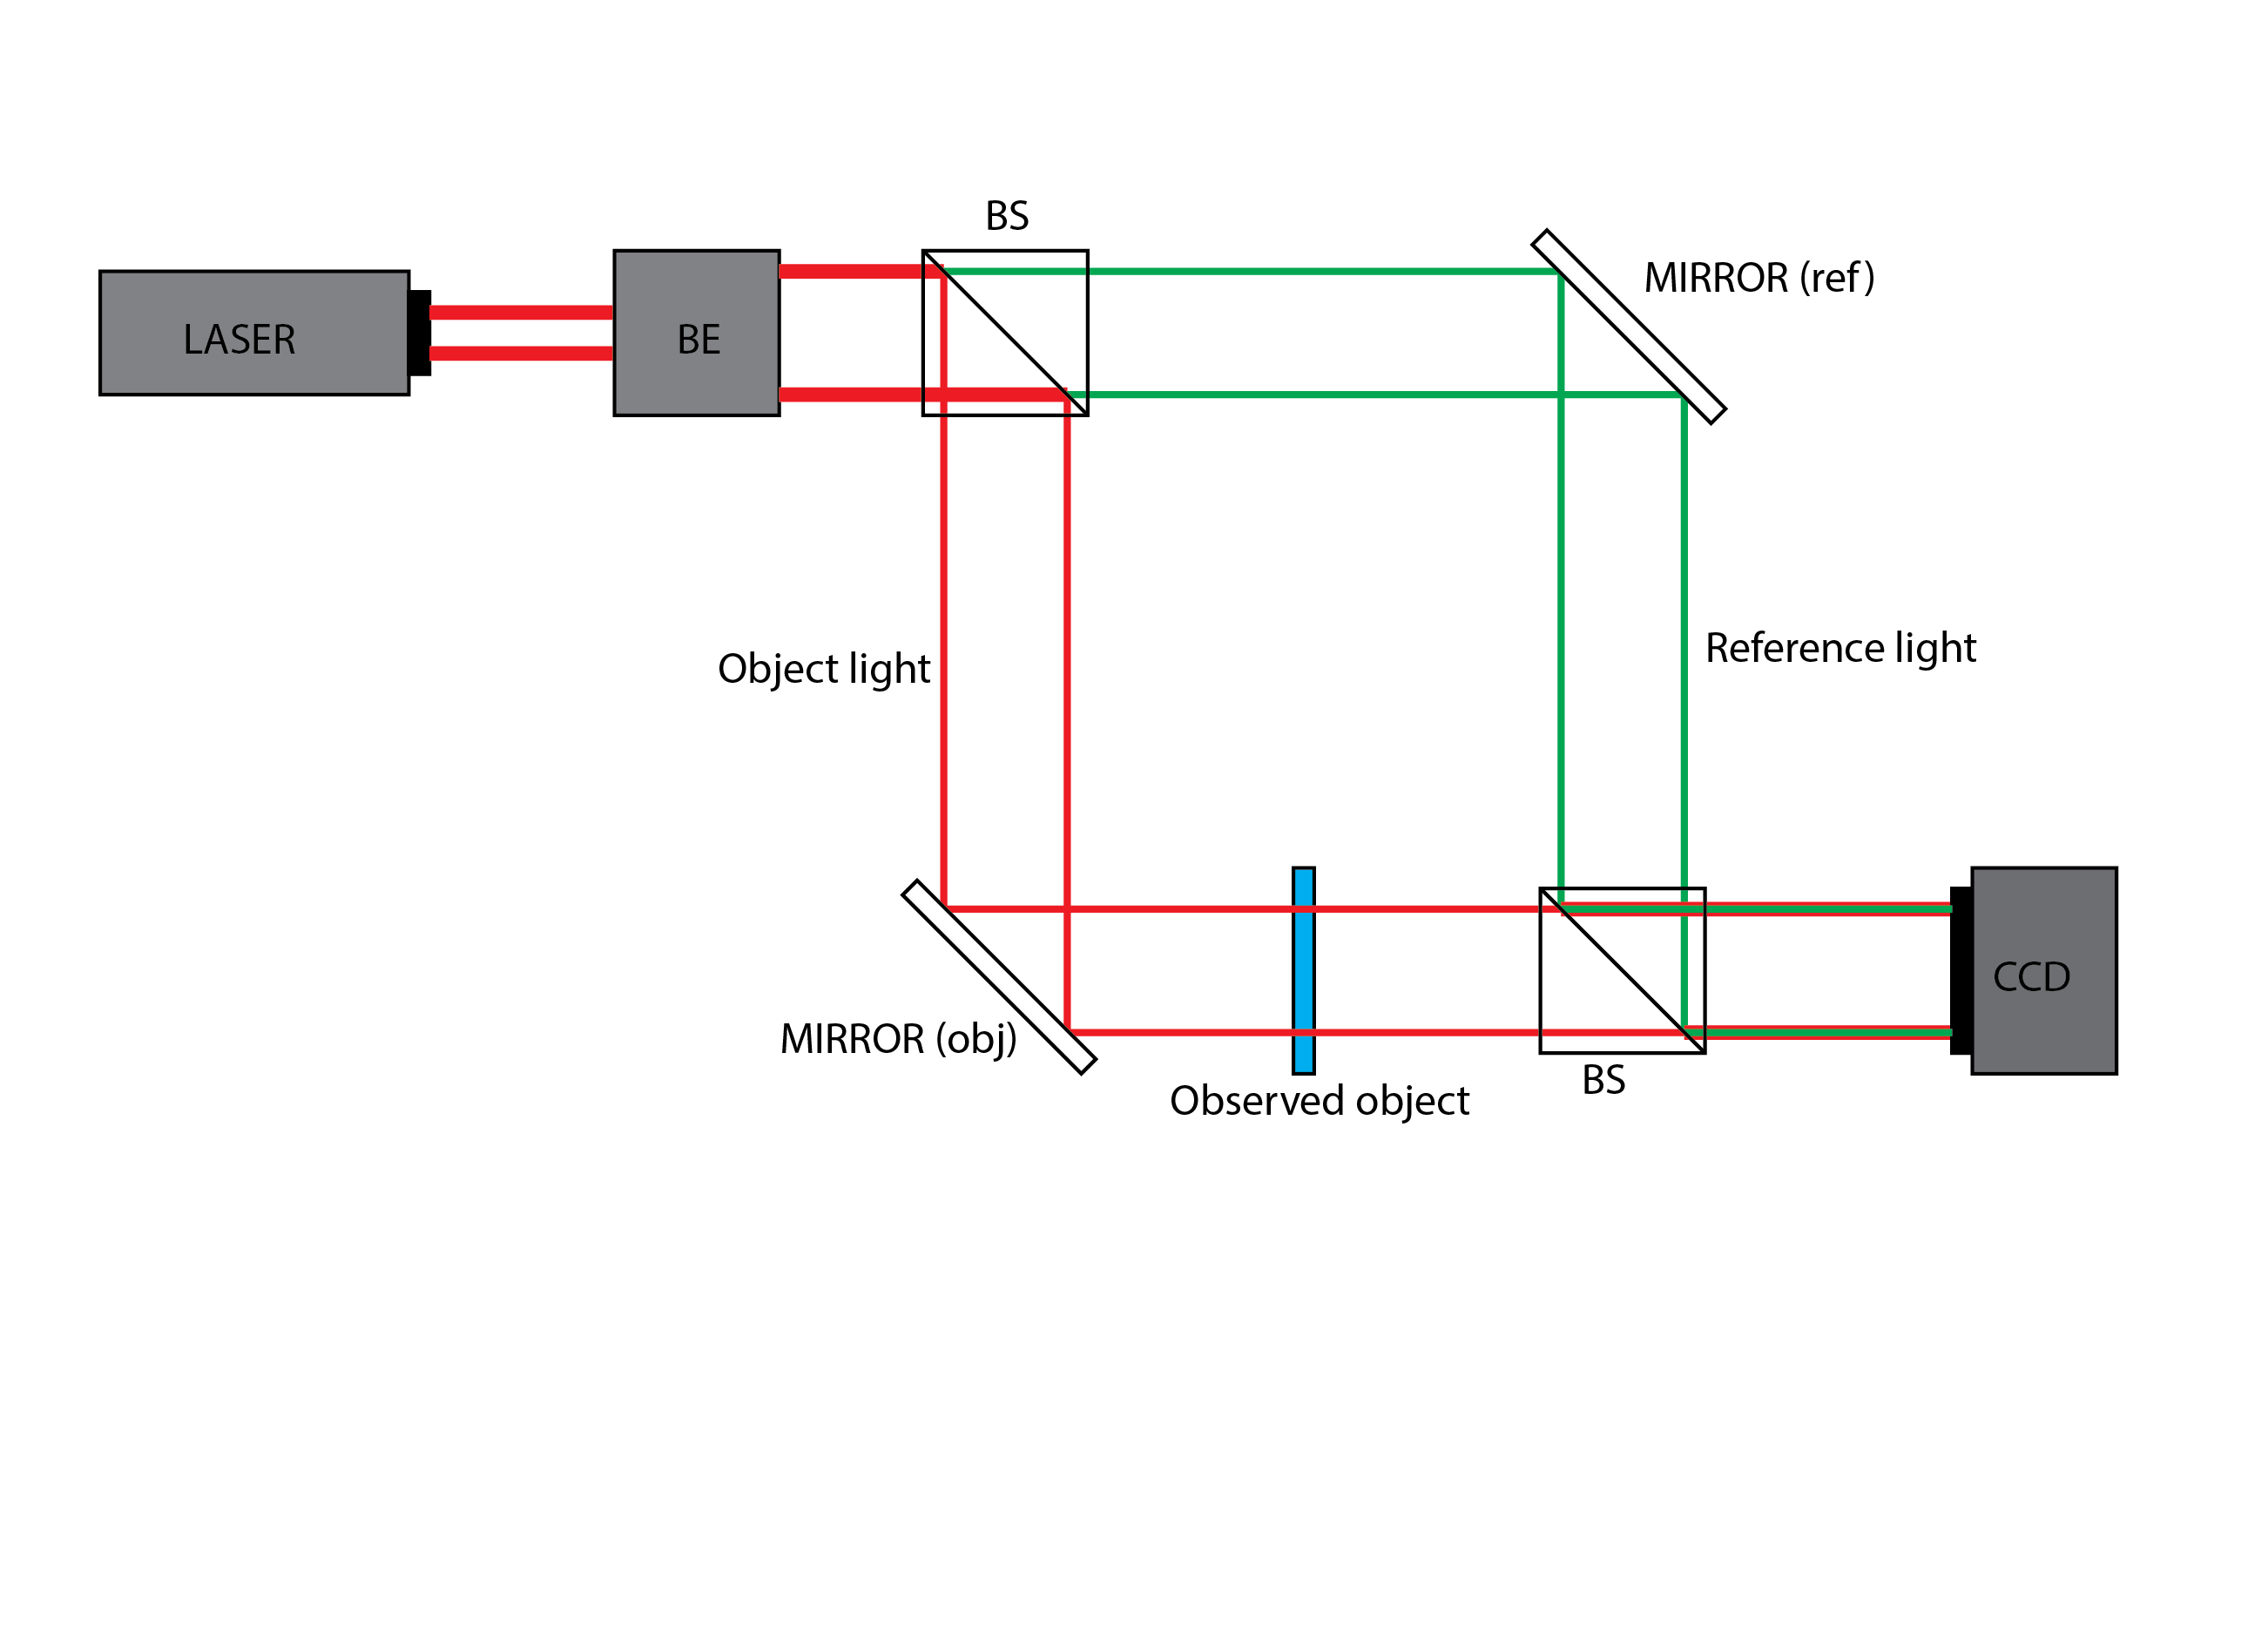 BS
MIRROR (ref)
LASER
BE
Object light
Reference light
CCD
MIRROR (obj)
BS
Observed object